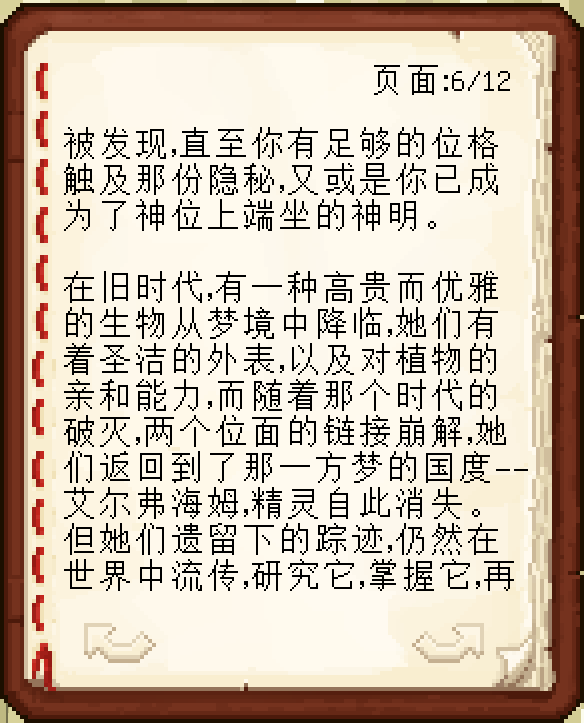 页面:6/12
被发现,直至你有足够的位格
触及那份隐秘,又或是你已成
为了神位上端坐的神明。
在旧时代,有一种高贵而优雅
的生物从梦境中降临,她们有
着圣洁的外表,以及对植物的
亲和能力,而随着那个时代的
破灭,两个位面的链接崩解,她
们返回到了那一方梦的国度--
艾尔弗海姆,精灵自此消失。
但她们遗留下的踪迹,仍然在
世界中流传,研究它,掌握它,再